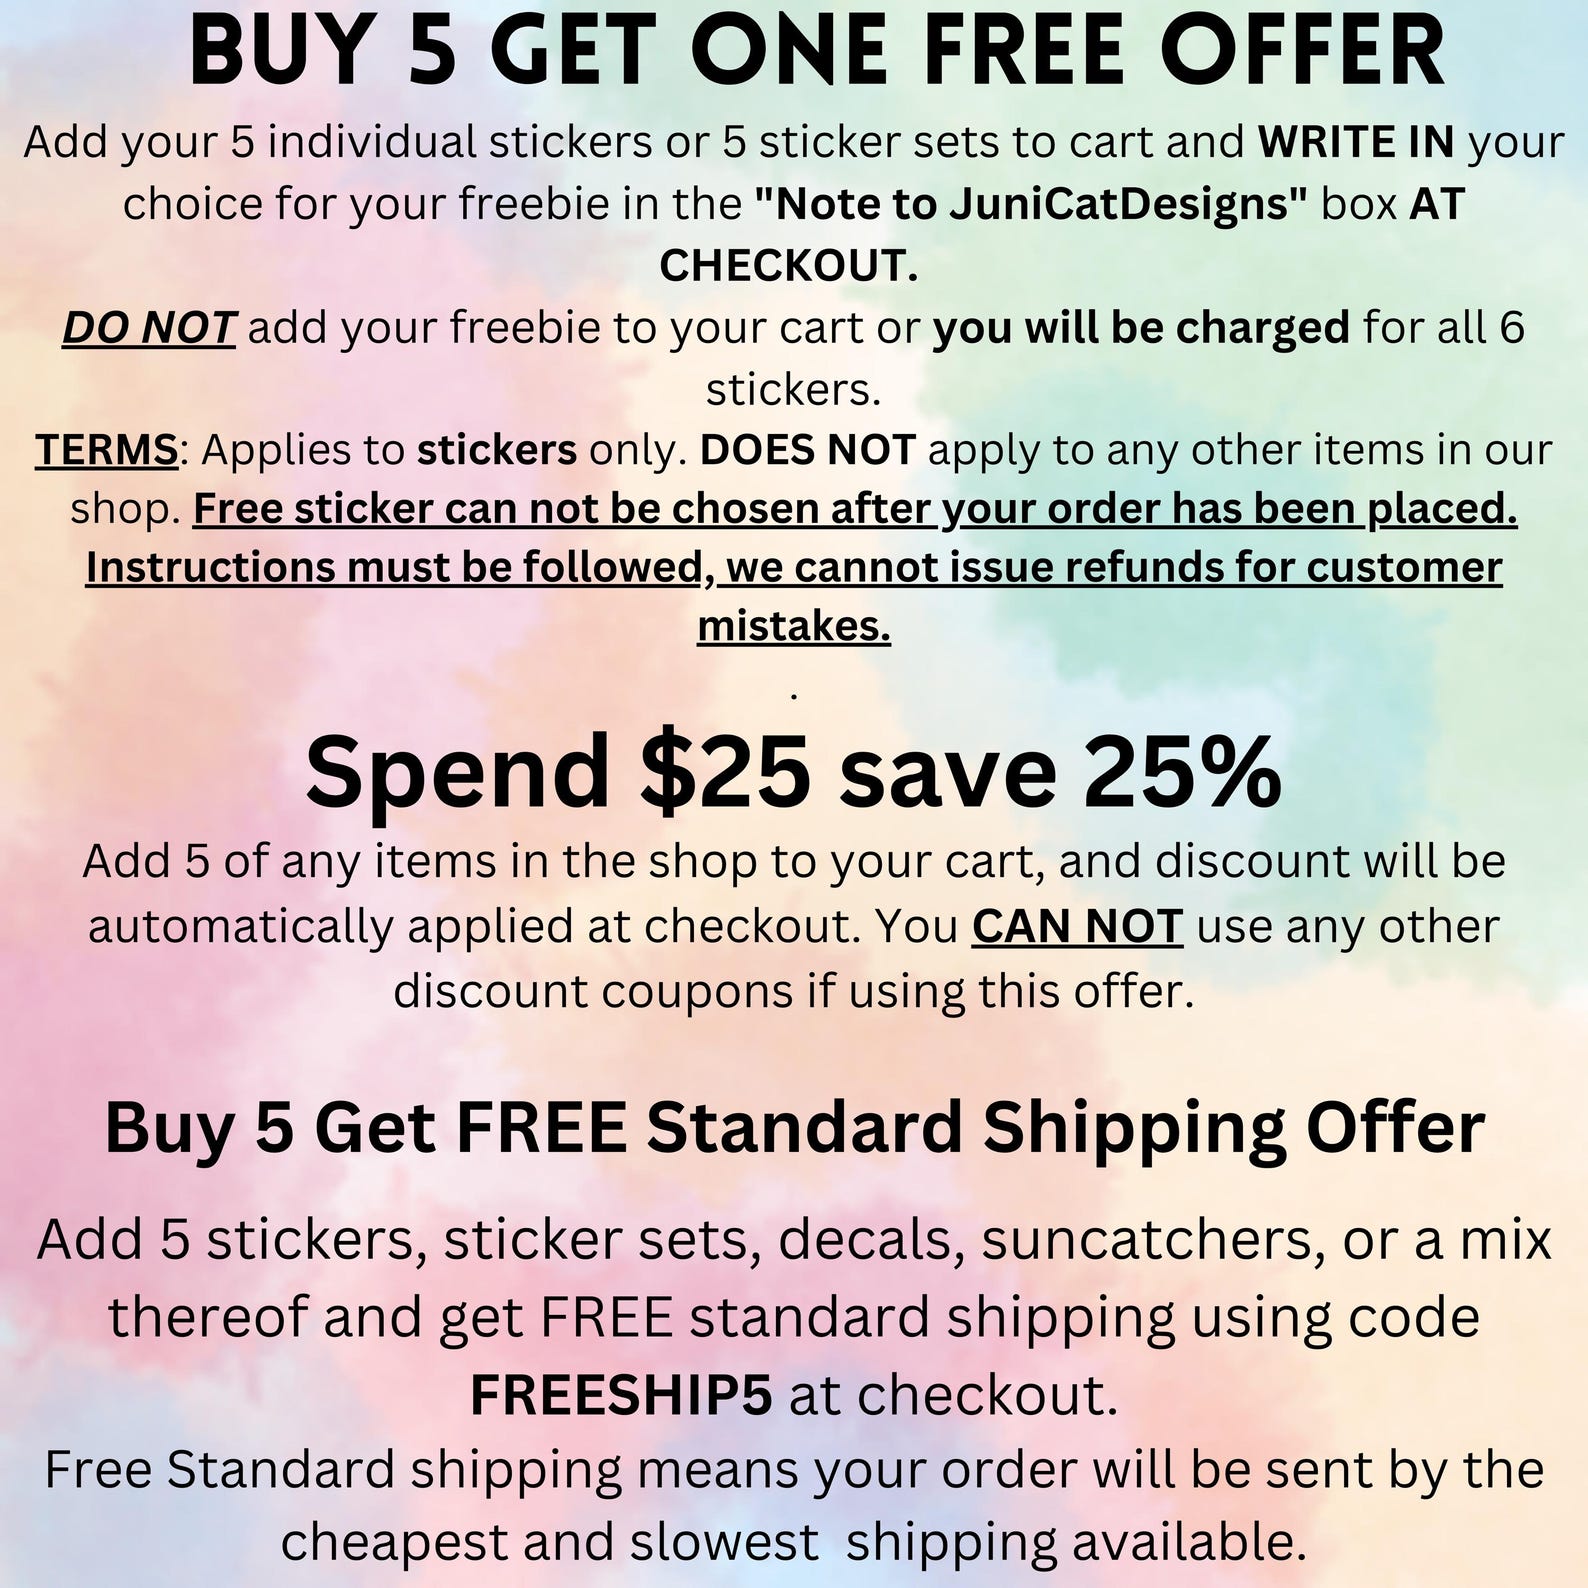 BUY 5 GET ONE FREE OFFER
Add your 5 individual stickers or 5 sticker sets to cart and WRITE IN your
choice for your freebie in the "Note to JuniCatDesigns" box AT
CHECKOUT.
DO NOT add your freebie to your cart or you will be charged for all 6
stickers.
TERMS: Applies to stickers only. DOES NOT apply to any other items in our
shop. Free sticker can not be chosen after your order has been placed.
Instructions must be followed, we cannot issue refunds for customer
mistakes.
.
Spend $25 save 25%
Add 5 of any items in the shop to your cart, and discount will be
automatically applied at checkout. You CAN NOT use any other
discount coupons if using this offer.
Buy 5 Get FREE Standard Shipping Offer
Add 5 stickers, sticker sets, decals, suncatchers, or a mix
thereof and get FREE standard shipping using code
FREESHIP5 at checkout.
Free Standard shipping means your order will be sent by the
cheapest and slowest  shipping available.